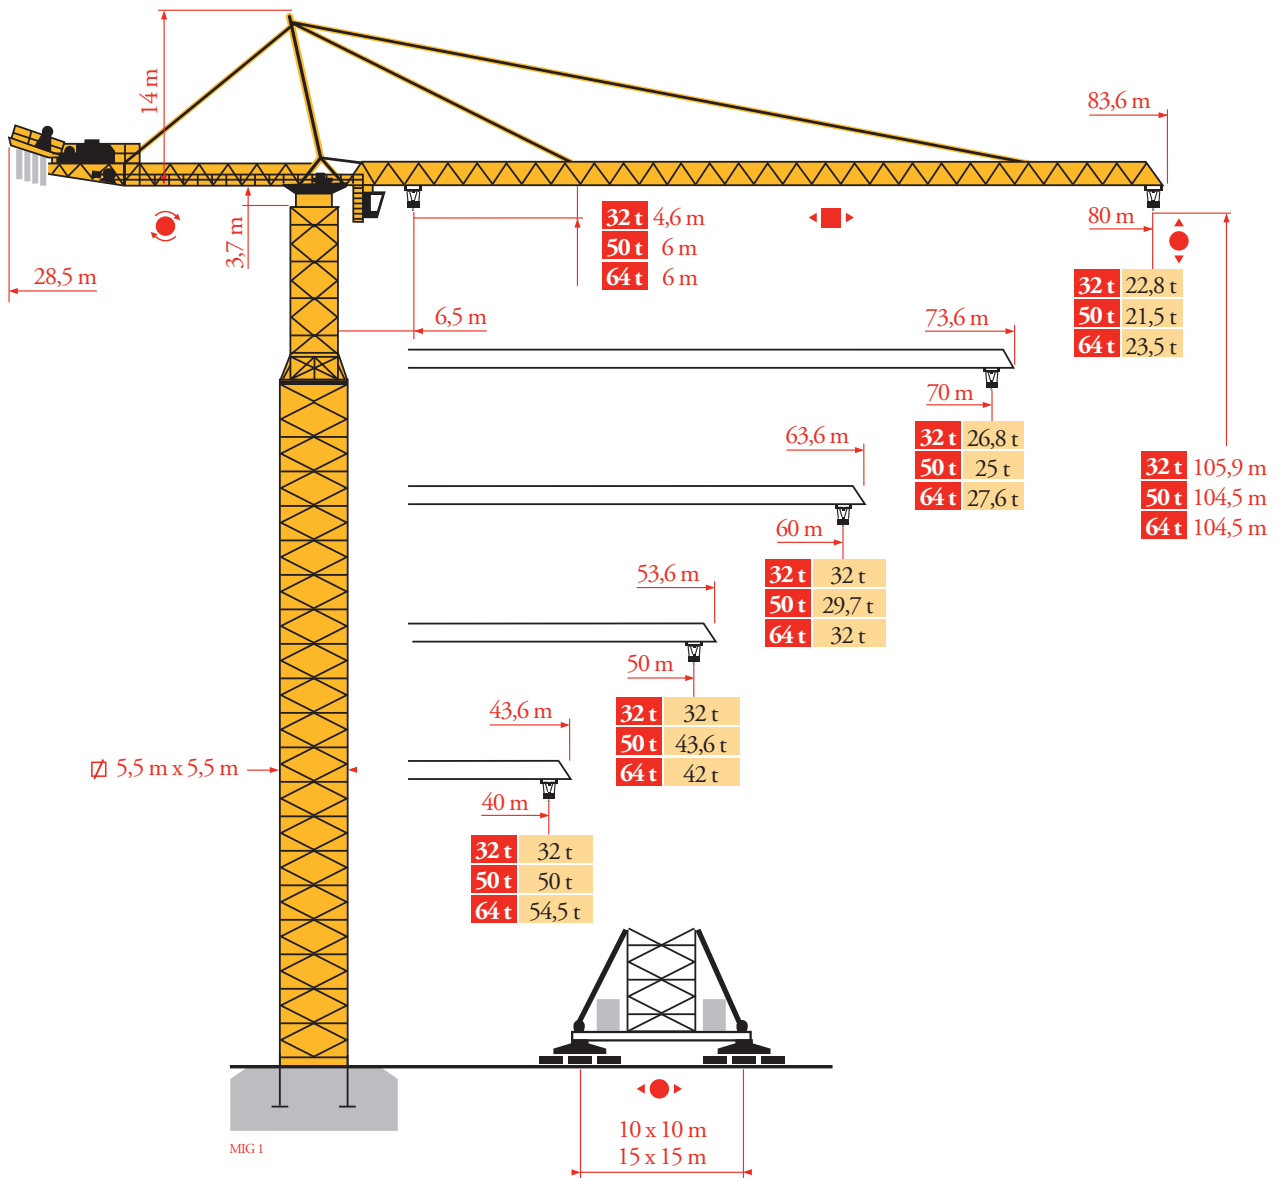 14 m
83,6 m
32 t 4,6 m
50 t 6 m
64 t 6 m
80 m
3,7 m
28,5 m
32 t 22,8 t
50 t 21,5 t
64 t 23,5 t
6,5 m
73,6 m
70 m
32 t 26,8 t
50 t 25 t
64 t 27,6 t
63,6 m
32 t 105,9 m
50 t 104,5 m
64 t 104,5 m
60 m
32 t 32 t
50 t 29,7 t
64 t 32 t
53,6 m
50 m
32 t 32 t
50 t 43,6 t
64 t 42 t
43,6 m
5,5 m x 5,5 m
40 m
32 t 32 t
50 t 50 t
64 t 54,5 t
10 x 10 m
15 x 15 m
MIG 1